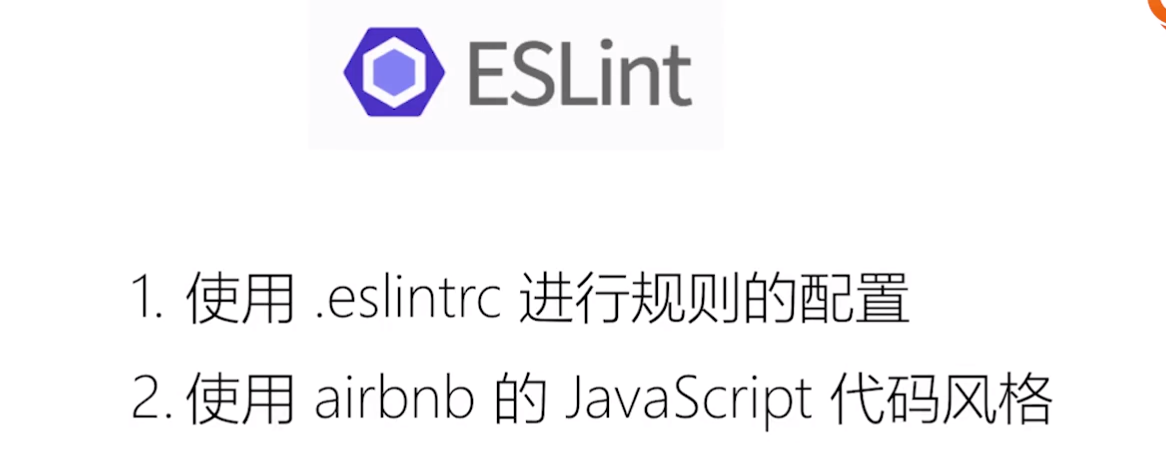 ESLint
1. 使用 .eslintrc 进行规则的配置
2. 使用 airbnb 的 JavaScript 代码风格